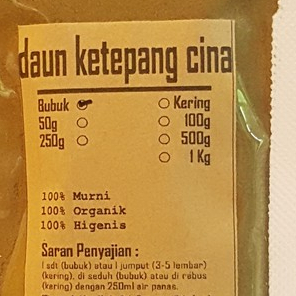 daun ketepang cina
Bubuk Kering
50g 100g
250g 500g
1 Kg
100% Murni
100% Organik
100% Higenis
Saran Penyajian :
1 sdt (bubuk) atau 1 jumput (3-5 lembar)
(kering), di seduh (bubuk) atau di rebus
(kering) dengan 250ml air panas.